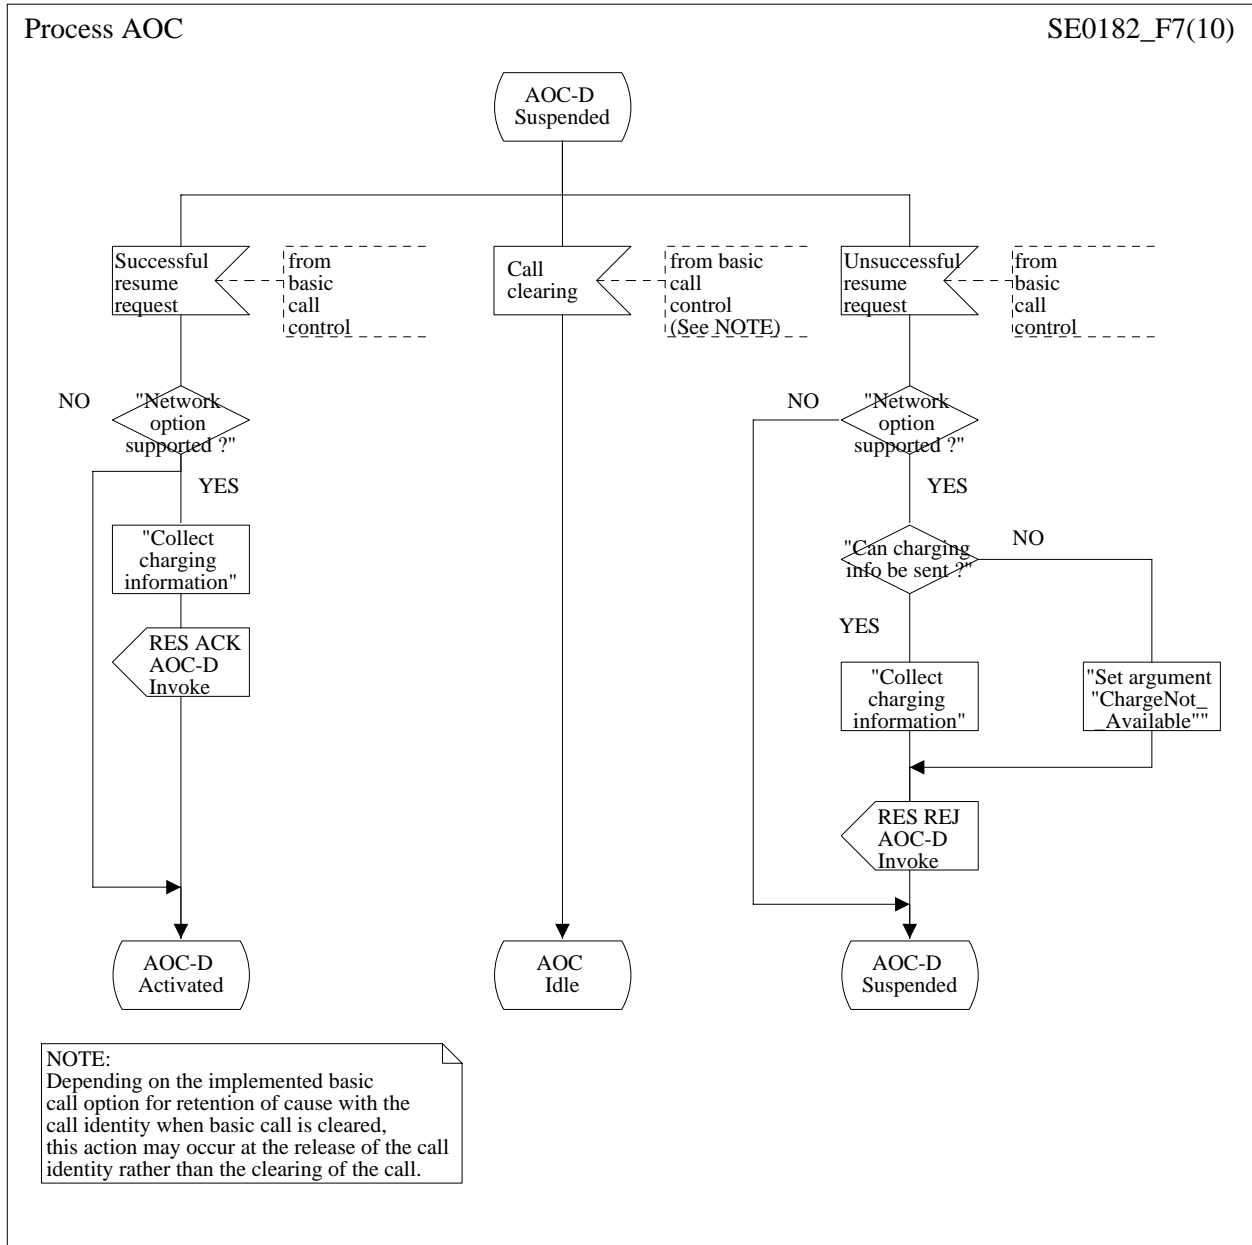 Process AOC
SE0182_F7(10)
AOC-D
Suspended
Successful
resume
request
from
basic
call
control
Call
clearing
from basic
call
control
(See NOTE)
Unsuccessful
resume
request
from
basic
call
control
NO
"Network
option
supported ?"
YES
"Collect
charging
information"
RES ACK
AOC-D
Invoke
NO
"Network
option
supported ?"
YES
"Can charging
info be sent ?"
NO
YES
"Collect
charging
information"
"Set argument
"ChargeNot_
_Available""
RES REJ
AOC-D
Invoke
AOC-D
Activated
AOC
Idle
AOC-D
Suspended
NOTE:
Depending on the implemented basic
call option for retention of cause with the
call identity when basic call is cleared,
this action may occur at the release of the call
identity rather than the clearing of the call.